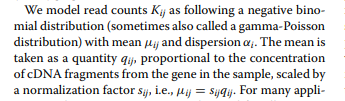 We model read counts Kij as following a negative bino-
mial distribution (sometimes also called a gamma-Poisson
distribution) with mean μij and dispersion αi. The mean is
taken as a quantity qij, proportional to the concentration
of cDNA fragments from the gene in the sample, scaled by
a normalization factor sij, i.e., μij = sijqij. For many appli-